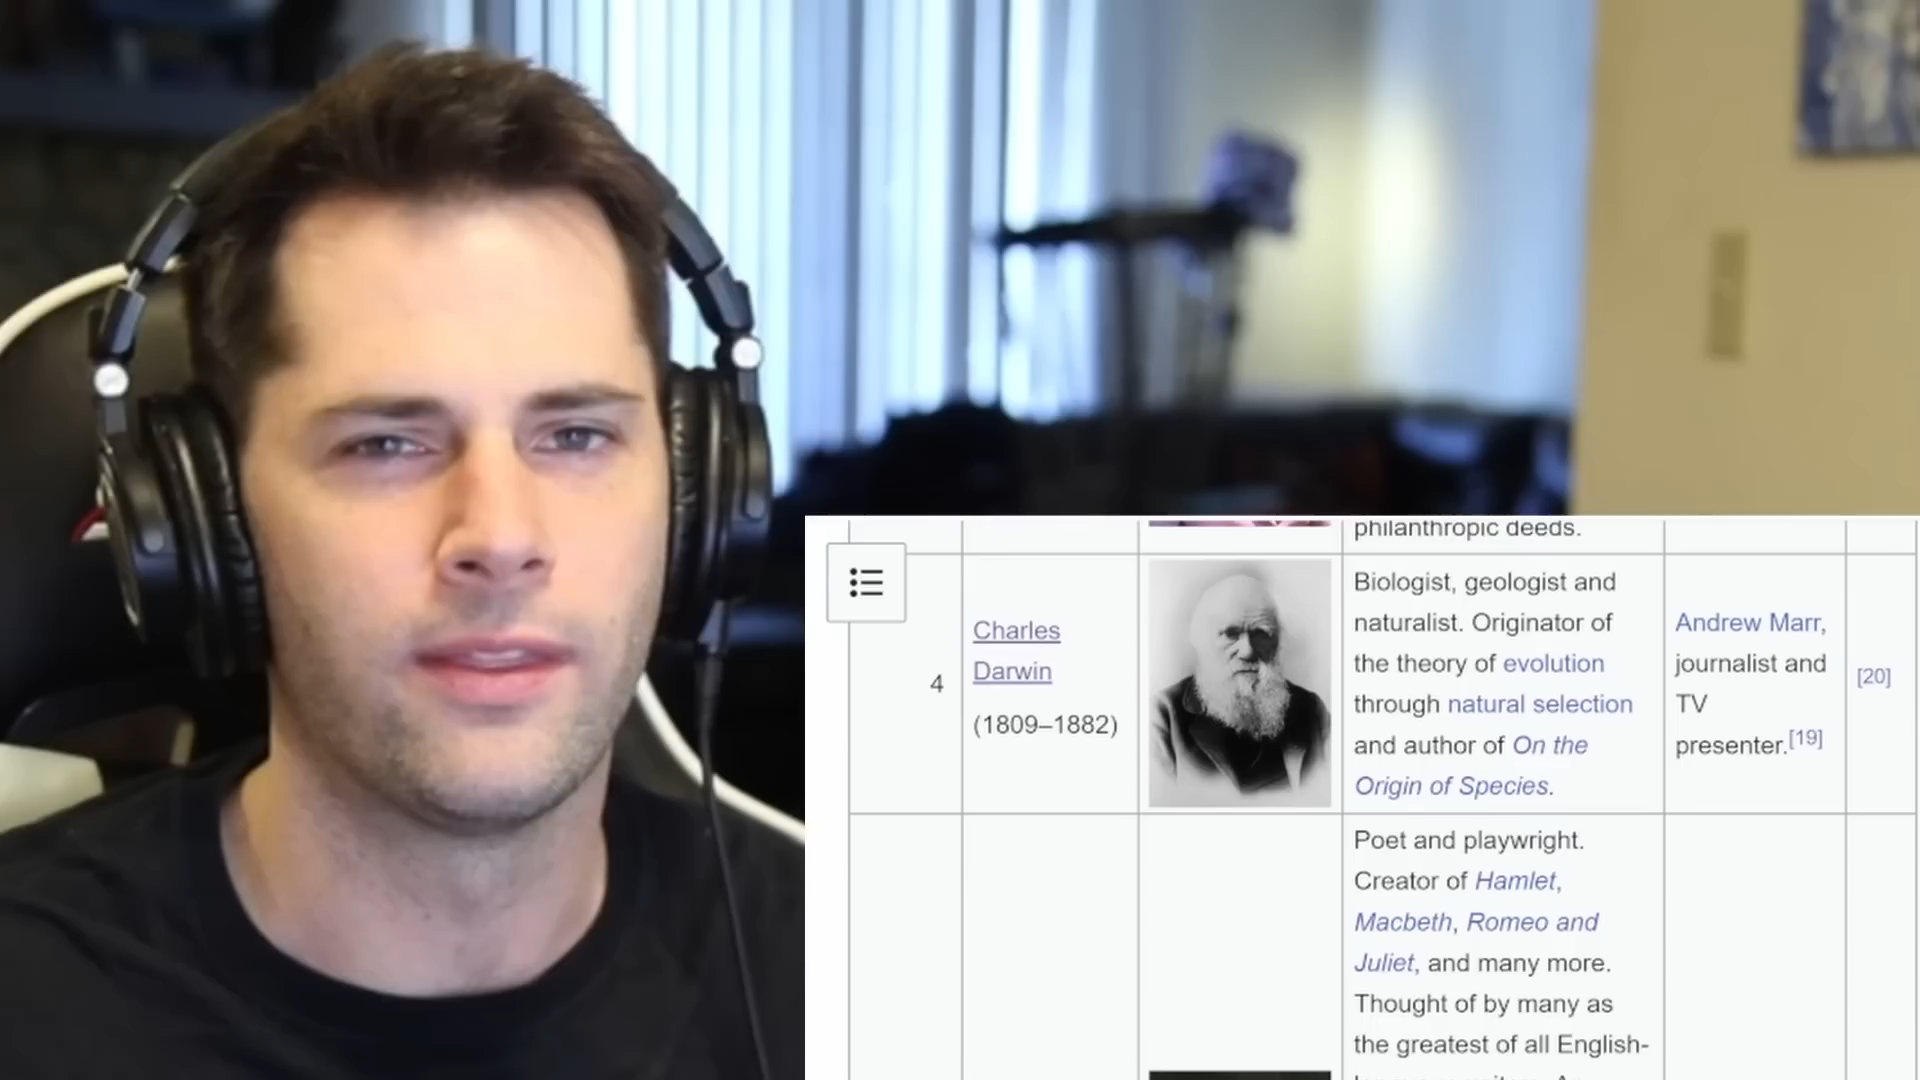 philanthropic deeds.
4
Charles
Darwin
(1809–1882)
Biologist, geologist and
naturalist. Originator of
the theory of evolution
through natural selection
and author of On the
Origin of Species.
Andrew Marr,
journalist and
TV
presenter.[19]
[20]
Poet and playwright.
Creator of Hamlet,
Macbeth, Romeo and
Juliet, and many more.
Thought of by many as
the greatest of all English-